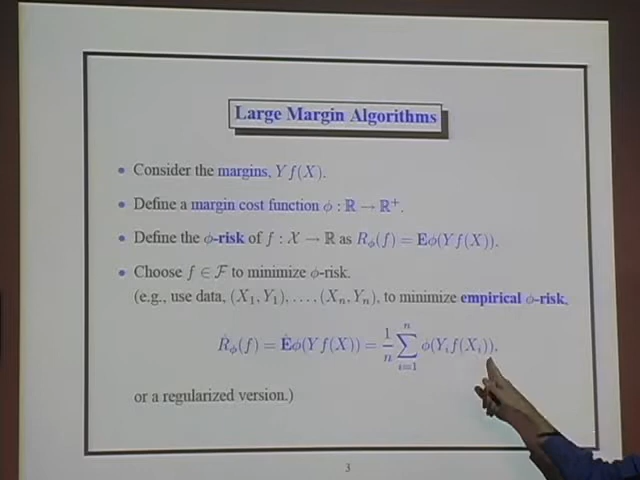 Large Margin Algorithms
• Consider the margins, Y f(X).
• Define a margin cost function ϕ : ℝ → ℝ⁺.
• Define the ϕ-risk of f : 𝒳 → ℝ as R_ϕ(f) = Eϕ(Y f(X)).
• Choose f ∈ ℱ to minimize ϕ-risk.
(e.g., use data, (X₁, Y₁), . . . , (Xₙ, Yₙ), to minimize empirical ϕ-risk,
R̂_ϕ(f) = Êϕ(Y f(X)) = 1/n ∑_{i=1}^{n} ϕ(Y_i f(X_i)),
or a regularized version.)
3